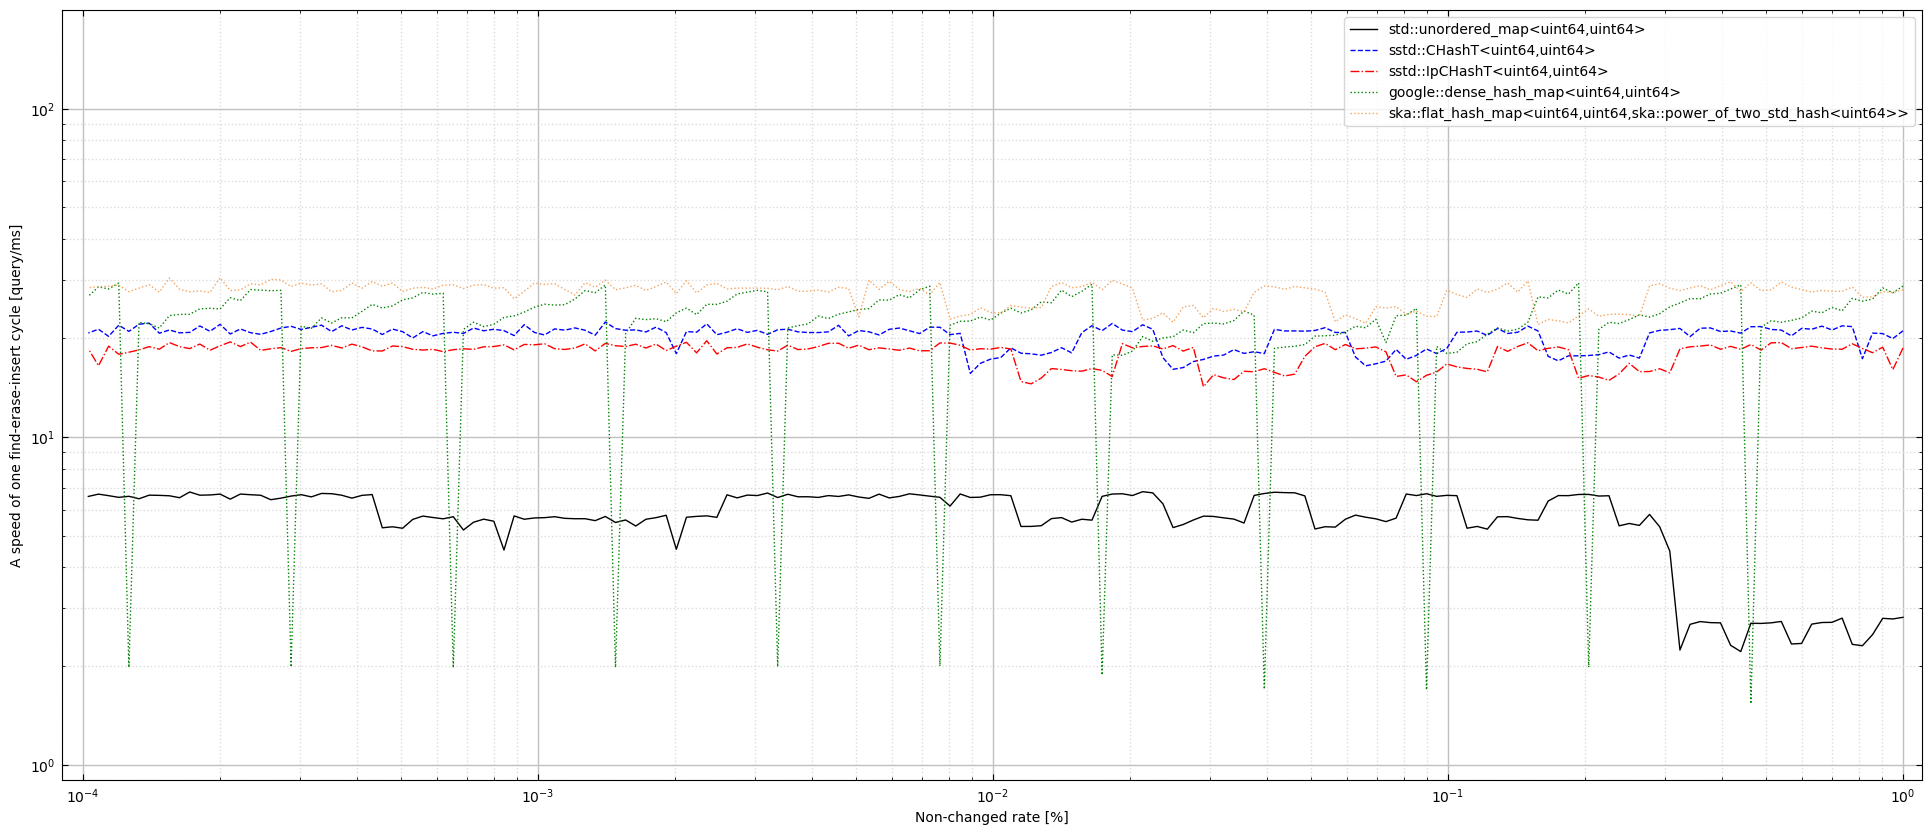 std::unordered_map<uint64,uint64>
sstd::CHashT<uint64,uint64>
sstd::IpCHashT<uint64,uint64>
google::dense_hash_map<uint64,uint64>
ska::flat_hash_map<uint64,uint64,ska::power_of_two_std_hash<uint64>>
A speed of one find-erase-insert cycle [query/ms]
10²
10¹
10⁰
10⁻⁴ 10⁻³ 10⁻² 10⁻¹ 10⁰
Non-changed rate [%]